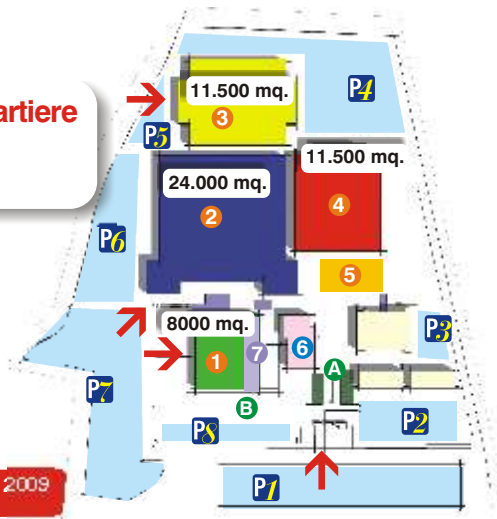 artiere
11.500 mq.
3
P4
P5
11.500 mq.
24.000 mq.
4
2
P6
5
8000 mq.
P3
1
7
6
A
P7
B
P2
P8
2009
P1